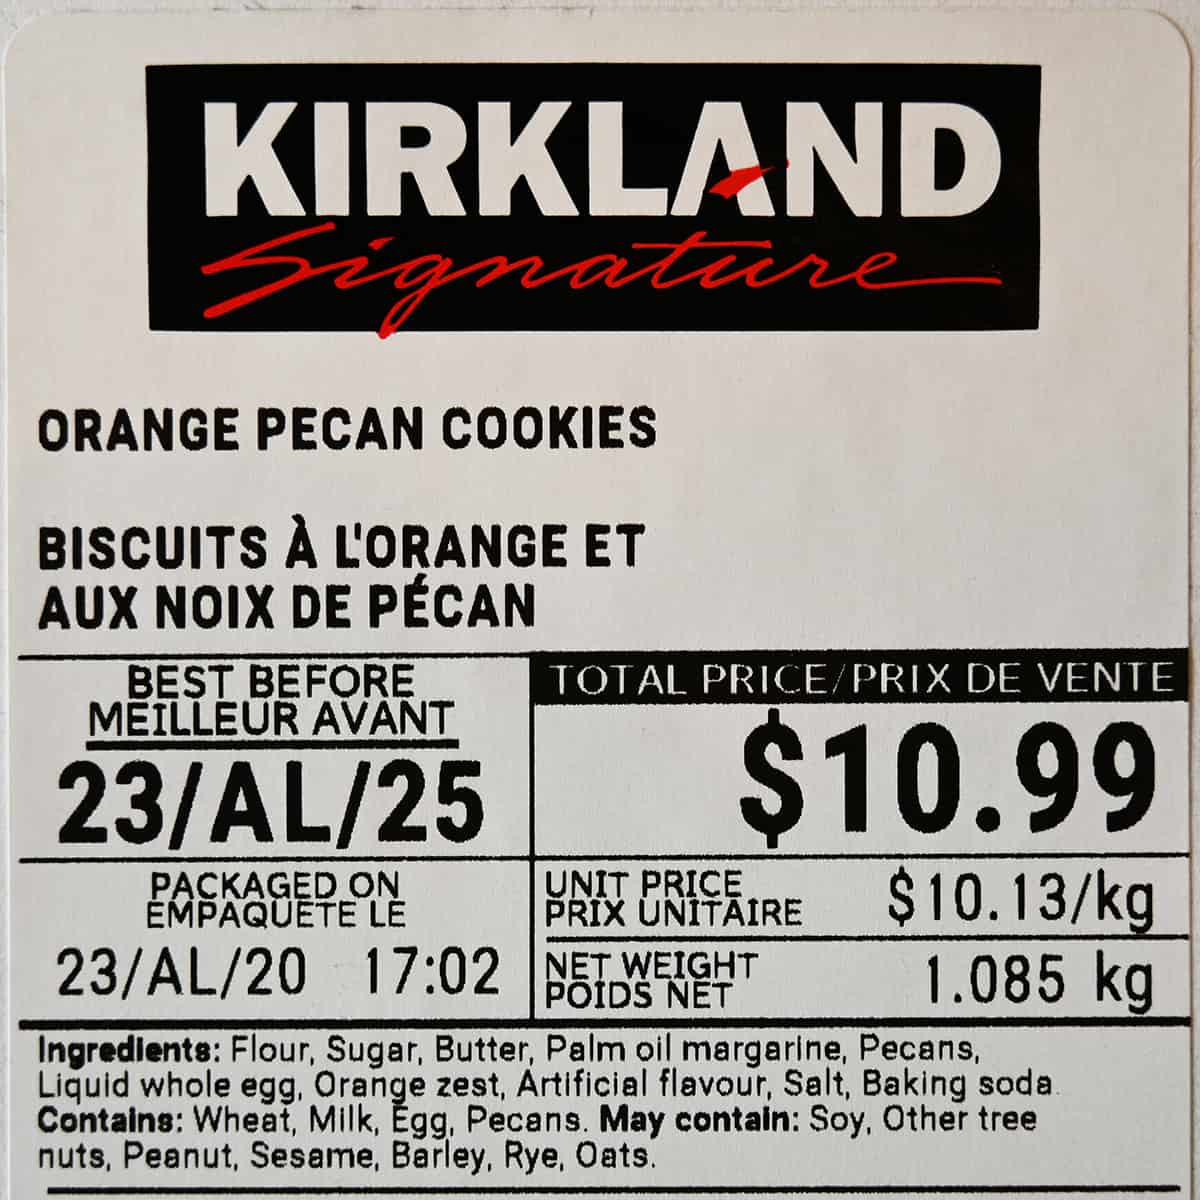 KIRKLAND
Signature
ORANGE PECAN COOKIES
BISCUITS À L'ORANGE ET
AUX NOIX DE PÉCAN
BEST BEFORE
MEILLEUR AVANT
23/AL/25
TOTAL PRICE/PRIX DE VENTE
$10.99
PACKAGED ON
EMPAQUETE LE
23/AL/20 17:02
UNIT PRICE
PRIX UNITAIRE
$10.13/kg
NET WEIGHT
POIDS NET
1.085 kg
Ingredients: Flour, Sugar, Butter, Palm oil margarine, Pecans,
Liquid whole egg, Orange zest, Artificial flavour, Salt, Baking soda.
Contains: Wheat, Milk, Egg, Pecans. May contain: Soy, Other tree
nuts, Peanut, Sesame, Barley, Rye, Oats.